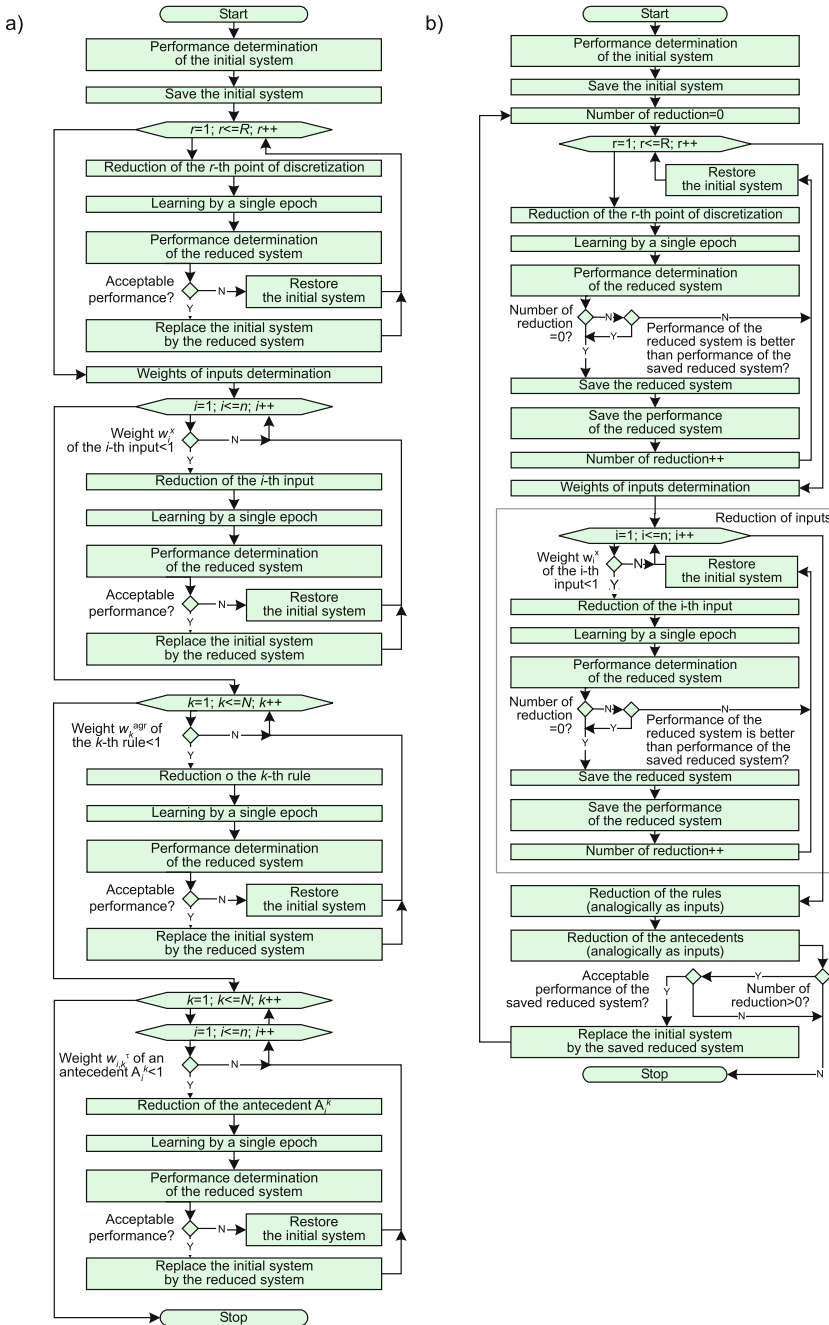 a)
Start
Performance determination
of the initial system
Save the initial system
r=1; r<=R; r++
Reduction of the r-th point of discretization
Learning by a single epoch
Performance determination
of the reduced system
Acceptable
performance?
N
Restore
the initial system
Y
Replace the initial system
by the reduced system
Weights of inputs determination
i=1; i<=n; i++
Weight w_i^x
of the i-th input<1
N
Y
Reduction of the i-th input
Learning by a single epoch
Performance determination
of the reduced system
Acceptable
performance?
N
Restore
the initial system
Y
Replace the initial system
by the reduced system
k=1; k<=N; k++
Weight w_k^agr of
the k-th rule<1
N
Y
Reduction o the k-th rule
Learning by a single epoch
Performance determination
of the reduced system
Acceptable
performance?
N
Restore
the initial system
Y
Replace the initial system
by the reduced system
k=1; k<=N; k++
i=1; i<=n; i++
Weight w_i,k^τ of an
antecedent A_i^k<1
N
Y
Reduction of the antecedent A_i^k
Learning by a single epoch
Performance determination
of the reduced system
Acceptable
performance?
N
Restore
the initial system
Y
Replace the initial system
by the reduced system
Stop
b)
Start
Performance determination
of the initial system
Save the initial system
Number of reduction=0
r=1; r<=R; r++
Restore
the initial system
Reduction of the r-th point of discretization
Learning by a single epoch
Performance determination
of the reduced system
Number of
reduction
=0?
N
N
Y
Y
Performance of the
reduced system is better
than performance of the
saved reduced system?
Save the reduced system
Save the performance
of the reduced system
Number of reduction++
Weights of inputs determination
Reduction of inputs
i=1; i<=n; i++
Weight w_i^x
of the i-th
input<1
N
Y
Restore
the initial system
Reduction of the i-th input
Learning by a single epoch
Performance determination
of the reduced system
Number of
reduction
=0?
N
N
Y
Y
Performance of the
reduced system is better
than performance of the
saved reduced system?
Save the reduced system
Save the performance
of the reduced system
Number of reduction++
Reduction of the rules
(analogically as inputs)
Reduction of the antecedents
(analogically as inputs)
Acceptable
performance of the
saved reduced system?
Y
Y
Number of
reduction>0?
N
Replace the initial system
by the saved reduced system
N
Stop